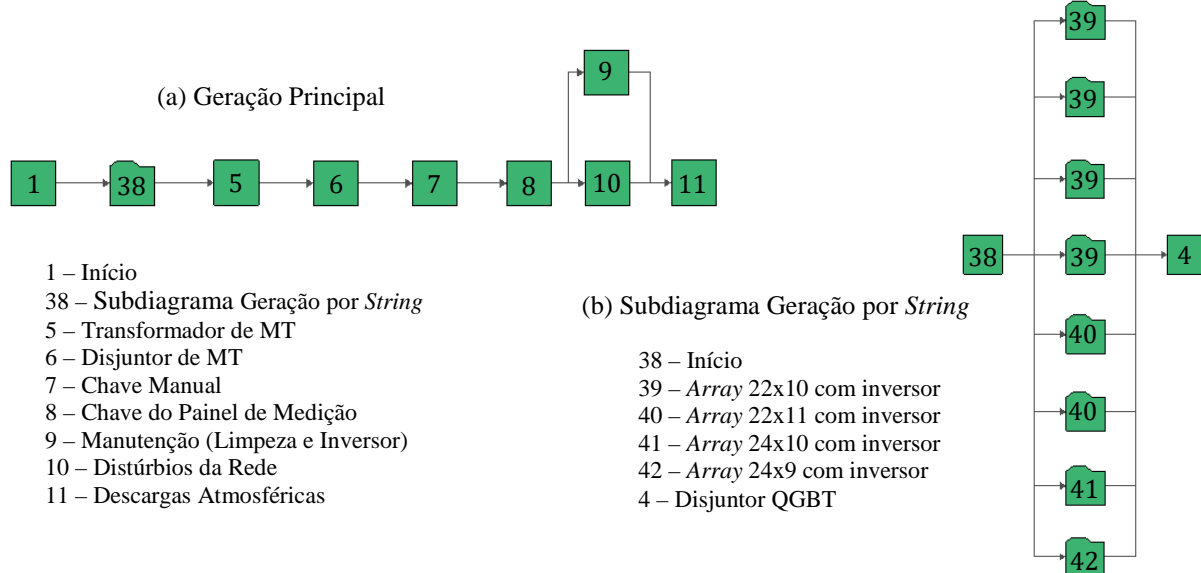 (a) Geração Principal
9
1
38
5
6
7
8
10
11
1 – Início
38 – Subdiagrama Geração por String
5 – Transformador de MT
6 – Disjuntor de MT
7 – Chave Manual
8 – Chave do Painel de Medição
9 – Manutenção (Limpeza e Inversor)
10 – Distúrbios da Rede
11 – Descargas Atmosféricas
39
39
39
38
39
4
40
40
41
42
(b) Subdiagrama Geração por String
38 – Início
39 – Array 22x10 com inversor
40 – Array 22x11 com inversor
41 – Array 24x10 com inversor
42 – Array 24x9 com inversor
4 – Disjuntor QGBT